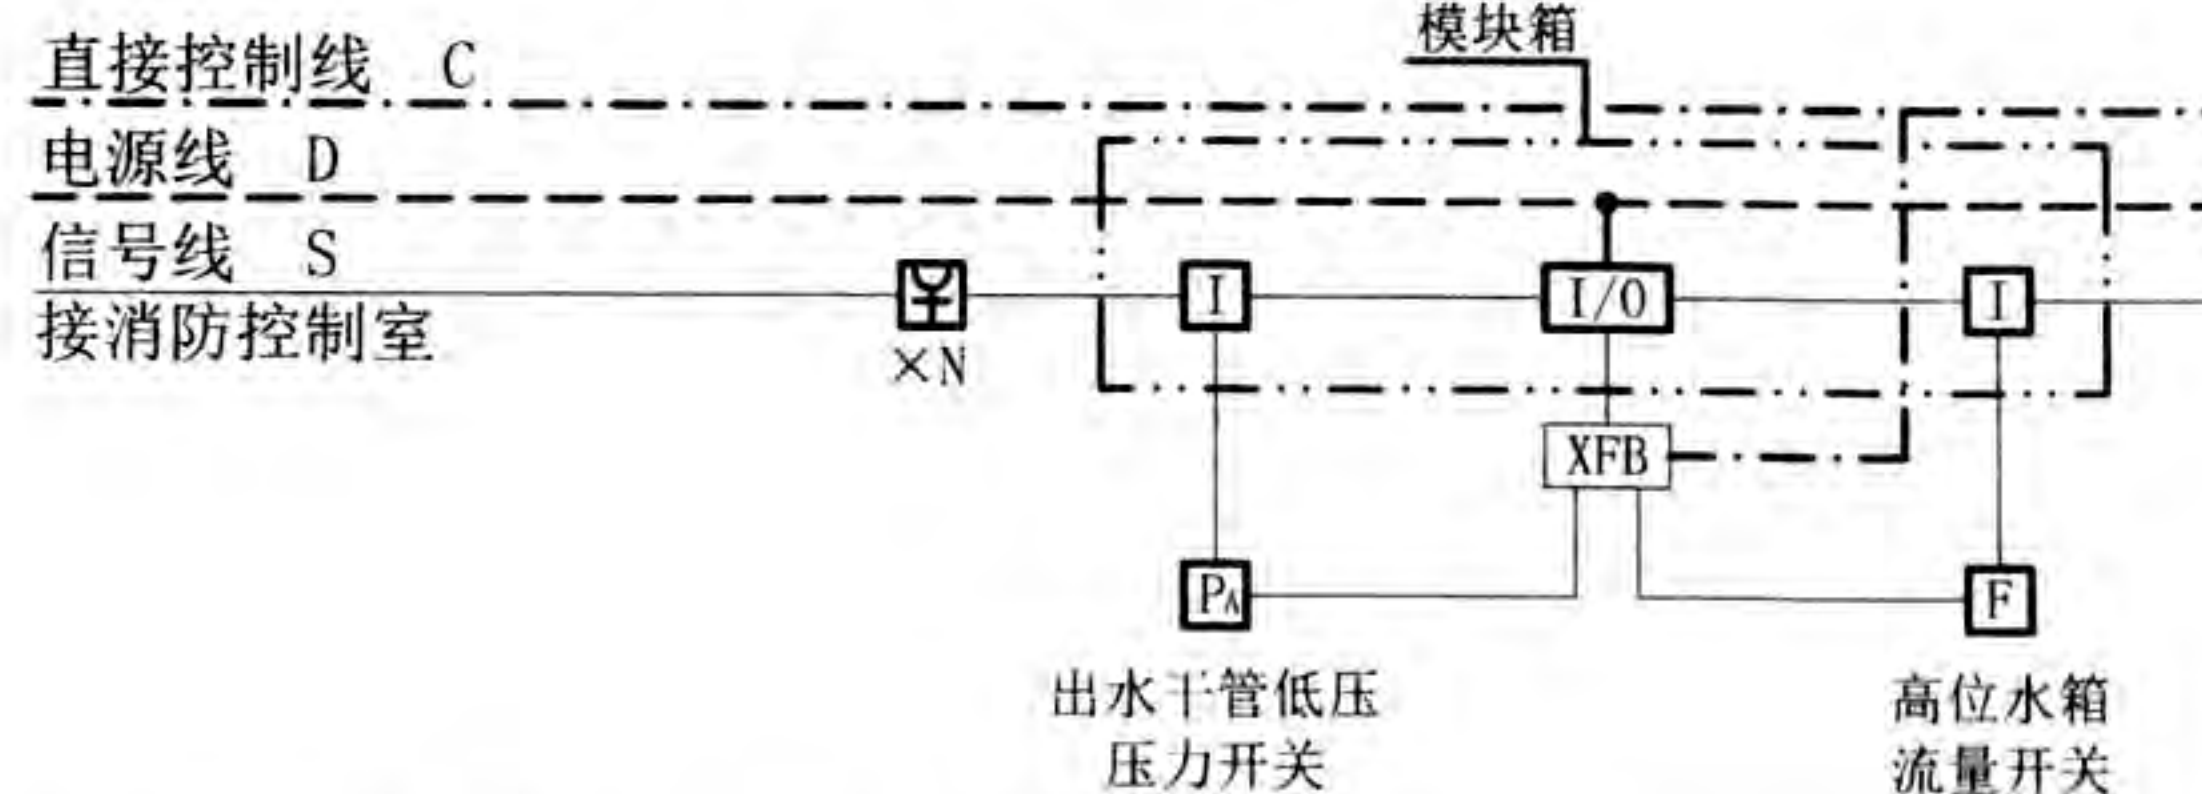 模块箱
直接控制线 C
电源线 D
信号线 S
接消防控制室
×N
I
I/O
I
XFB
PA
F
出水干管低压
压力开关
高位水箱
流量开关